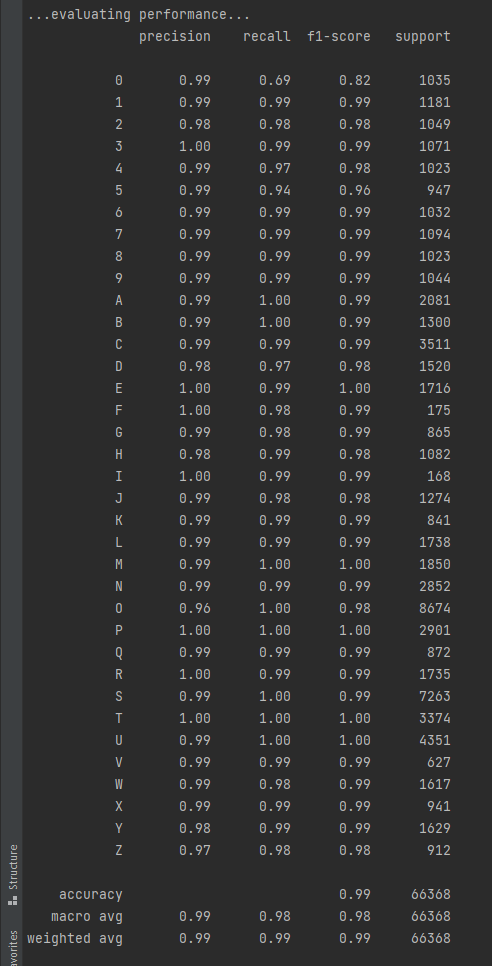 ...evaluating performance...
precision recall f1-score support
0 0.99 0.69 0.82 1035
1 0.99 0.99 0.99 1181
2 0.98 0.98 0.98 1049
3 1.00 0.99 0.99 1071
4 0.99 0.97 0.98 1023
5 0.99 0.94 0.96 947
6 0.99 0.99 0.99 1032
7 0.99 0.99 0.99 1094
8 0.99 0.99 0.99 1023
9 0.99 0.99 0.99 1044
A 0.99 1.00 0.99 2081
B 0.99 1.00 0.99 1300
C 0.99 0.99 0.99 3511
D 0.98 0.97 0.98 1520
E 1.00 0.99 1.00 1716
F 1.00 0.98 0.99 175
G 0.99 0.98 0.99 865
H 0.98 0.99 0.98 1082
I 1.00 0.99 0.99 168
J 0.99 0.98 0.98 1274
K 0.99 0.99 0.99 841
L 0.99 0.99 0.99 1738
M 0.99 1.00 1.00 1850
N 0.99 0.99 0.99 2852
O 0.96 1.00 0.98 8674
P 1.00 1.00 1.00 2901
Q 0.99 0.99 0.99 872
R 1.00 0.99 0.99 1735
S 0.99 1.00 0.99 7263
T 1.00 1.00 1.00 3374
U 0.99 1.00 1.00 4351
V 0.99 0.99 0.99 627
W 0.99 0.98 0.99 1617
X 0.99 0.99 0.99 941
Y 0.98 0.99 0.99 1629
Z 0.97 0.98 0.98 912
accuracy 0.99 66368
macro avg 0.99 0.98 0.98 66368
weighted avg 0.99 0.99 0.99 66368
Structure
avorites